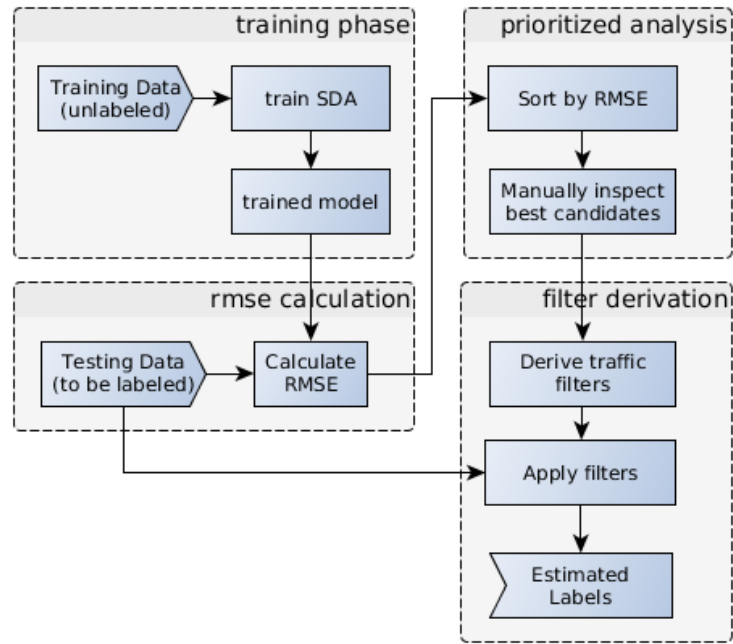 training phase
Training Data
(unlabeled)
train SDA
trained model
rmse calculation
Testing Data
(to be labeled)
Calculate
RMSE
prioritized analysis
Sort by RMSE
Manually inspect
best candidates
filter derivation
Derive traffic
filters
Apply filters
Estimated
Labels